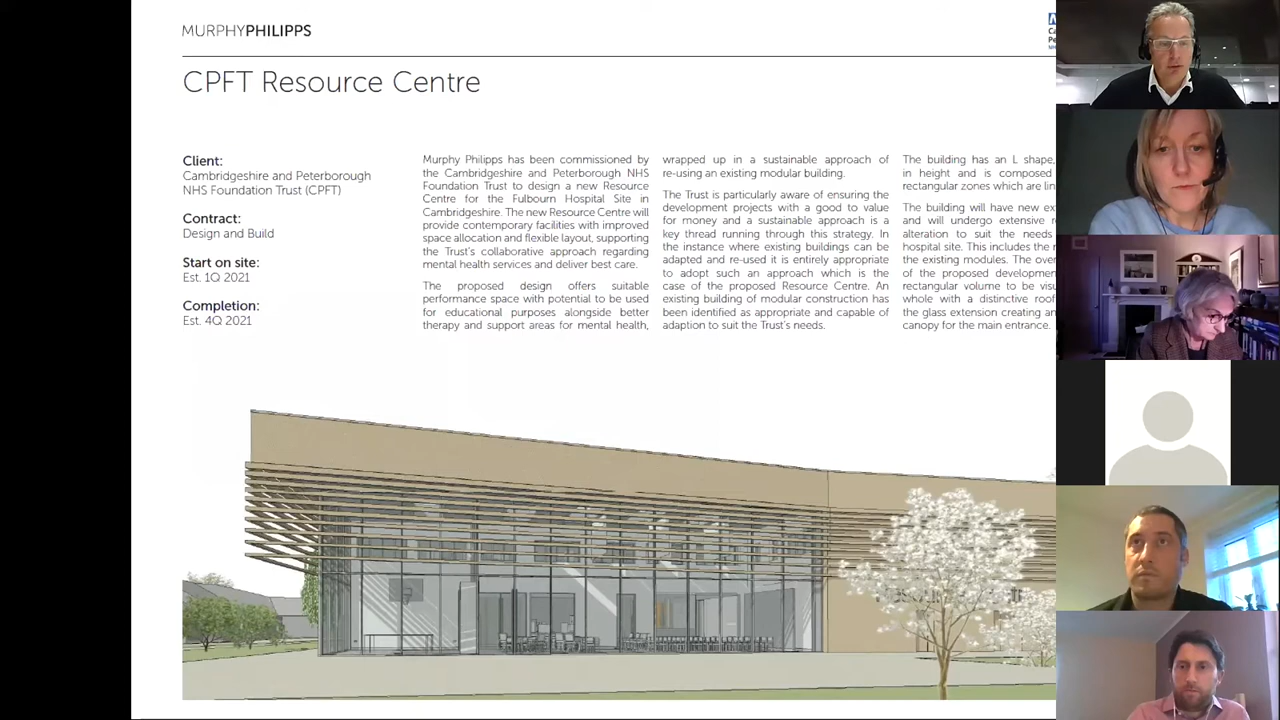 MURPHYPHILIPPS
CPFT Resource Centre
Client:
Cambridgeshire and Peterborough
NHS Foundation Trust (CPFT)
Contract:
Design and Build
Start on site:
Est. 1Q 2021
Completion:
Est. 4Q 2021
Murphy Philipps has been commissioned by
the Cambridgeshire and Peterborough NHS
Foundation Trust to design a new Resource
Centre for the Fulbourn Hospital Site in
Cambridgeshire. The new Resource Centre will
provide contemporary facilities with improved
space allocation and flexible layout, supporting
the Trust's collaborative approach regarding
mental health services and deliver best care.
The proposed design offers suitable
performance space with potential to be used
for educational purposes alongside better
therapy and support areas for mental health,
wrapped up in a sustainable approach of
re-using an existing modular building.
The Trust is particularly aware of ensuring the
development projects with a good to value
for money and a sustainable approach is a
key thread running through this strategy. In
the instance where existing buildings can be
adapted and re-used it is entirely appropriate
to adopt such an approach which is the
case of the proposed Resource Centre. An
existing building of modular construction has
been identified as appropriate and capable of
adaption to suit the Trust's needs.
The building has an L shape,
in height and is composed
rectangular zones which are
The building will have new
and will undergo extensive
alteration to suit the needs
hospital site. This includes the
the existing modules. The
of the proposed
rectangular volume to be
whole with a distinctive
the glass extension creating
canopy for the main entrance.